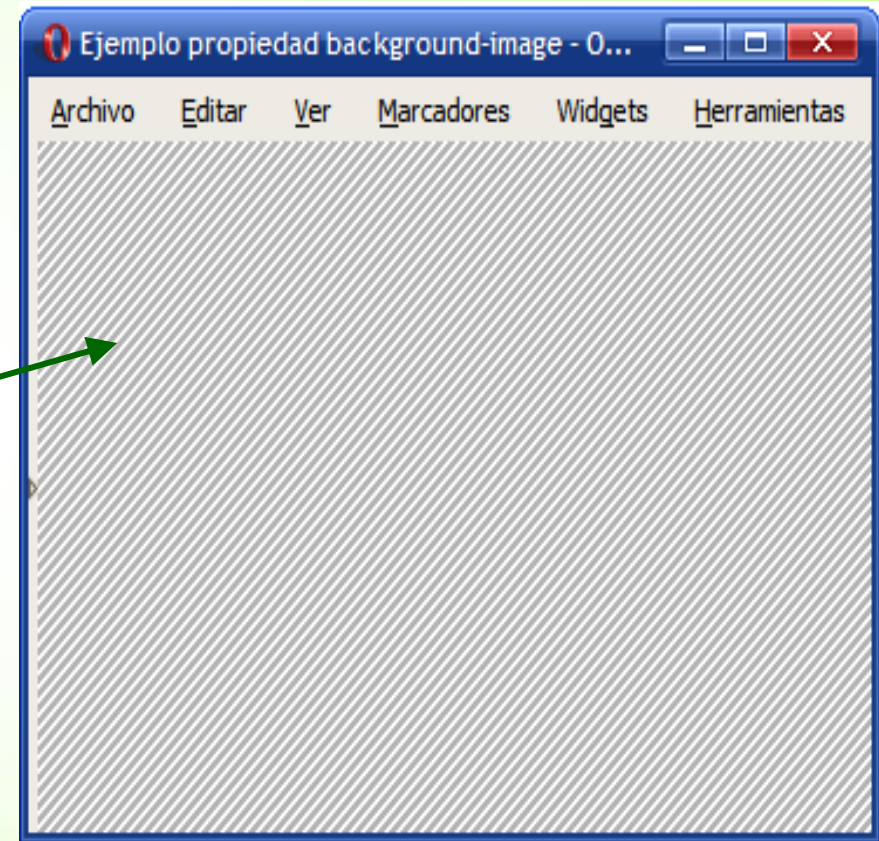 Ejemplo propiedad background-image - O...
Archivo Editar Ver Marcadores Widgets Herramientas